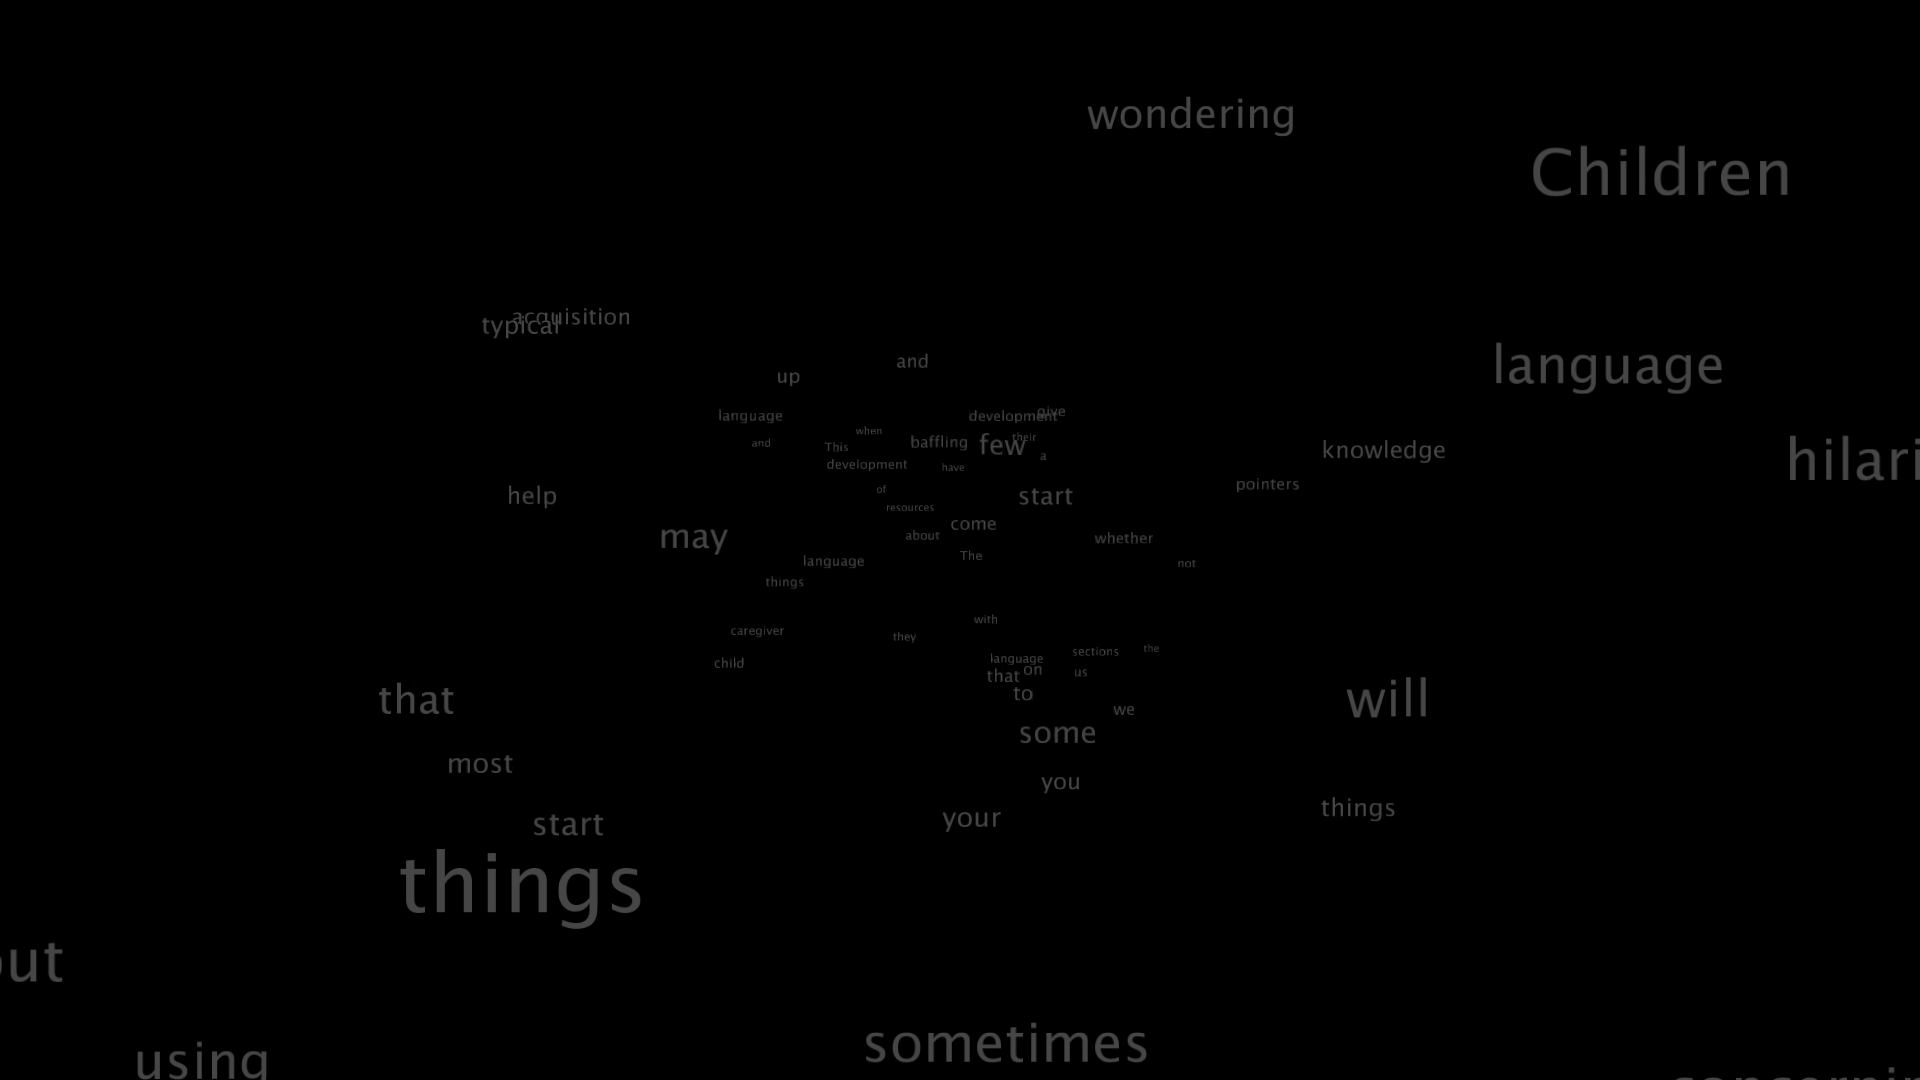 wondering
Children
acquisition
typical
and
language
up
give
language
development
when
their
and
This
baffling
few
a
knowledge
hilari
development
have
pointers
of
help
start
resources
come
may
about
whether
The
language
not
things
with
caregiver
they
the
sections
language
child
on
us
that
to
that
will
we
some
most
you
things
your
start
things
out
sometimes
using